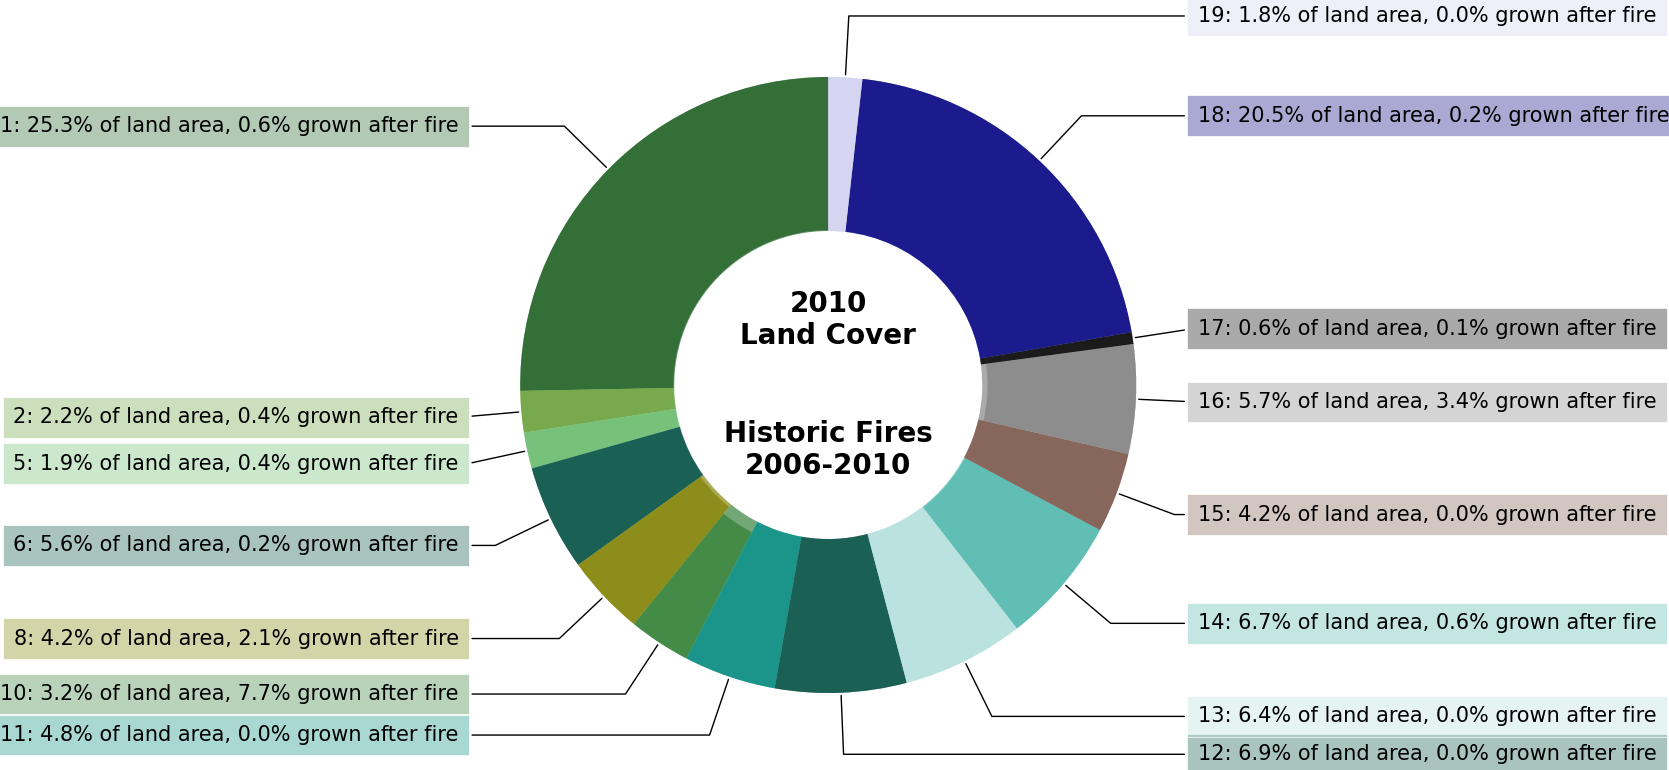 19: 1.8% of land area, 0.0% grown after fire
18: 20.5% of land area, 0.2% grown after fire
1: 25.3% of land area, 0.6% grown after fire
2010
Land Cover
17: 0.6% of land area, 0.1% grown after fire
16: 5.7% of land area, 3.4% grown after fire
2: 2.2% of land area, 0.4% grown after fire
Historic Fires
2006-2010
5: 1.9% of land area, 0.4% grown after fire
15: 4.2% of land area, 0.0% grown after fire
6: 5.6% of land area, 0.2% grown after fire
14: 6.7% of land area, 0.6% grown after fire
8: 4.2% of land area, 2.1% grown after fire
10: 3.2% of land area, 7.7% grown after fire
13: 6.4% of land area, 0.0% grown after fire
11: 4.8% of land area, 0.0% grown after fire
12: 6.9% of land area, 0.0% grown after fire